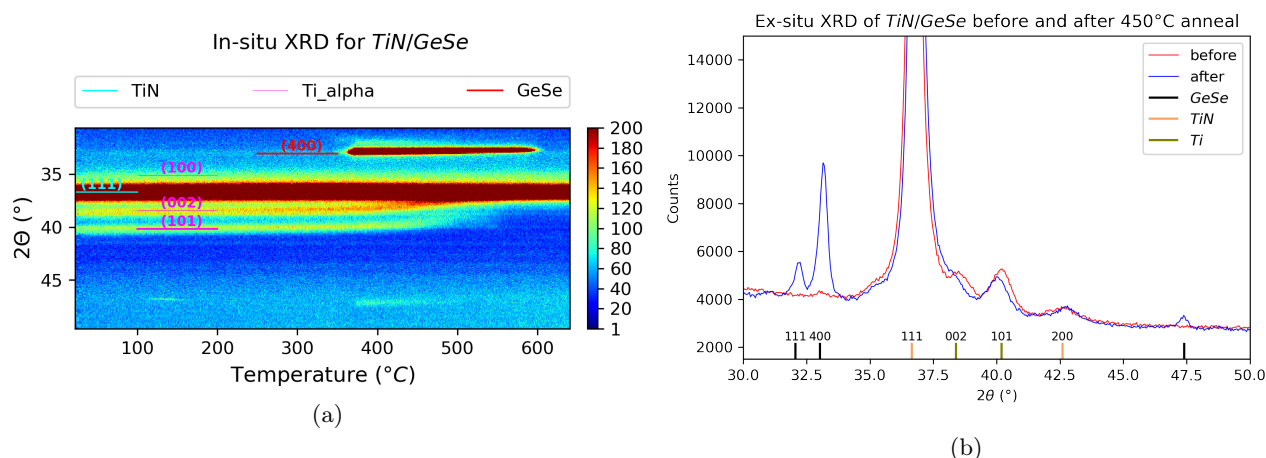 In-situ XRD for TiN/GeSe
TiN
Ti_alpha
GeSe
(400)
(100)
(111)
(002)
(101)
35
40
45
2Θ (°)
100
200
300
400
500
600
Temperature (°C)
200
180
160
140
120
100
80
60
40
20
1
(a)
Ex-situ XRD of TiN/GeSe before and after 450°C anneal
before
after
GeSe
TiN
Ti
14000
12000
10000
8000
6000
4000
2000
Counts
111
400
111
002
101
200
30.0
32.5
35.0
37.5
40.0
42.5
45.0
47.5
50.0
2θ (°)
(b)